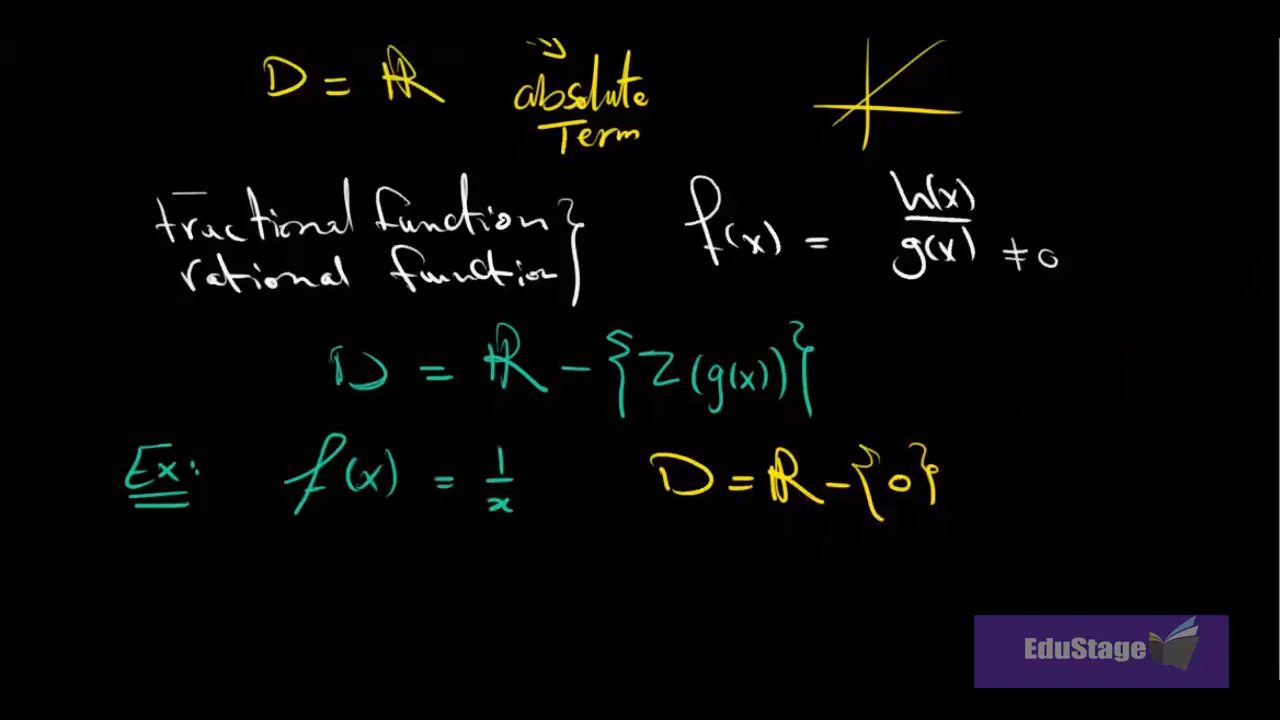 D = ℝ
absolute
Term
fractional function }
rational function
f(x) = h(x)/g(x) ≠ 0
D = ℝ - {Z(g(x))}
Ex: f(x) = 1/x
D = ℝ - {0}
EduStage